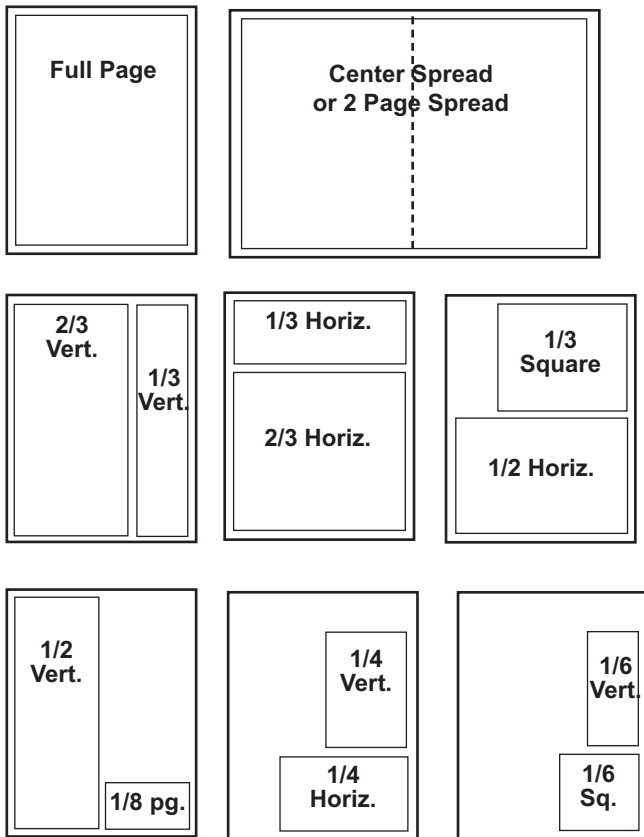 Full Page
Center Spread
or 2 Page Spread
2/3
Vert.
1/3
Vert.
1/3 Horiz.
2/3 Horiz.
1/3
Square
1/2 Horiz.
1/2
Vert.
1/8 pg.
1/4
Vert.
1/4
Horiz.
1/6
Vert.
1/6
Sq.